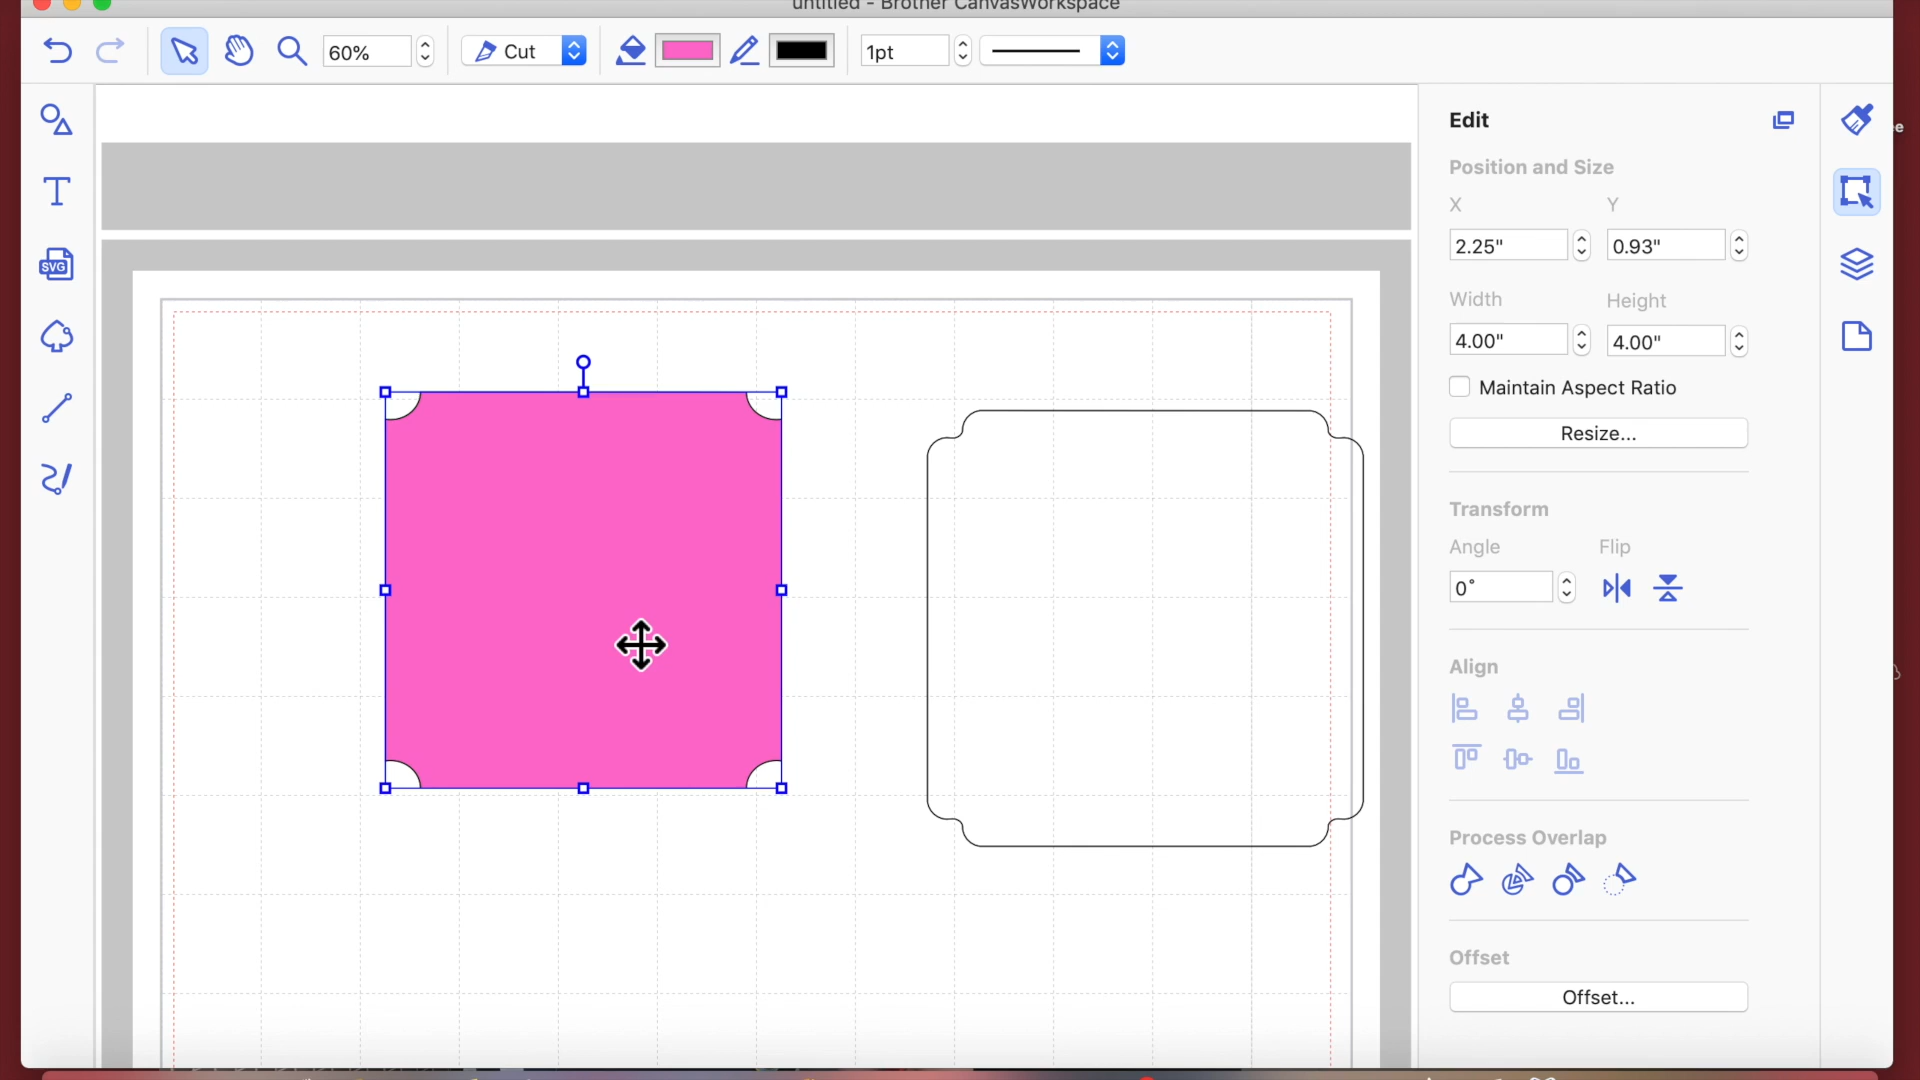 untitled - Brother CanvasWorkspace
60%
Cut
1pt
Edit
Position and Size
X
Y
2.25"
0.93"
Width
Height
4.00"
4.00"
Maintain Aspect Ratio
Resize...
Transform
Angle
Flip
0°
Align
Process Overlap
Offset
Offset...
T
SVG